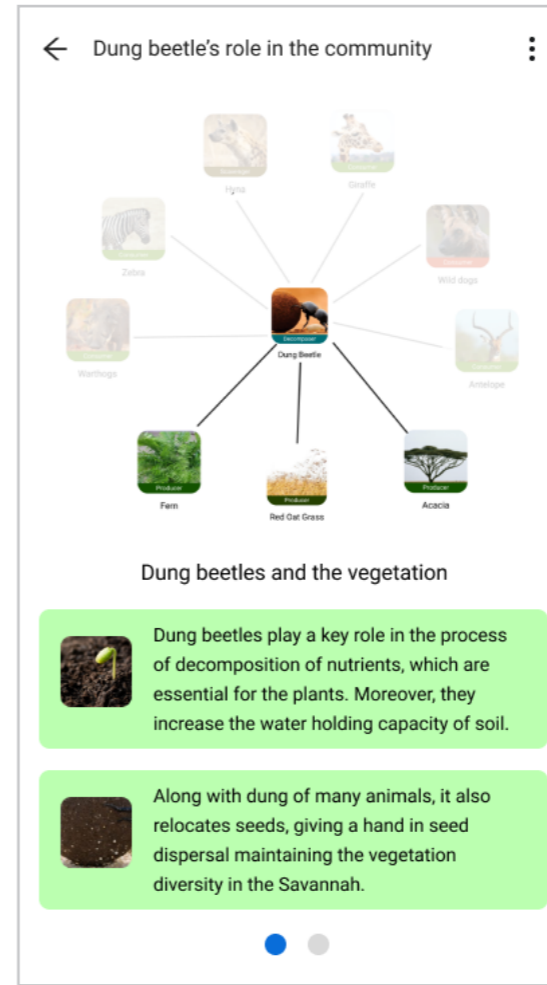 Dung beetle’s role in the community
Hyna
Giraffe
Zebra
Wild dogs
Warthogs
Decomposer
Dung Beetle
Antelope
Producer
Fern
Producer
Red Oat Grass
Producer
Acacia
Dung beetles and the vegetation
Dung beetles play a key role in the process
of decomposition of nutrients, which are
essential for the plants. Moreover, they
increase the water holding capacity of soil.
Along with dung of many animals, it also
relocates seeds, giving a hand in seed
dispersal maintaining the vegetation
diversity in the Savannah.